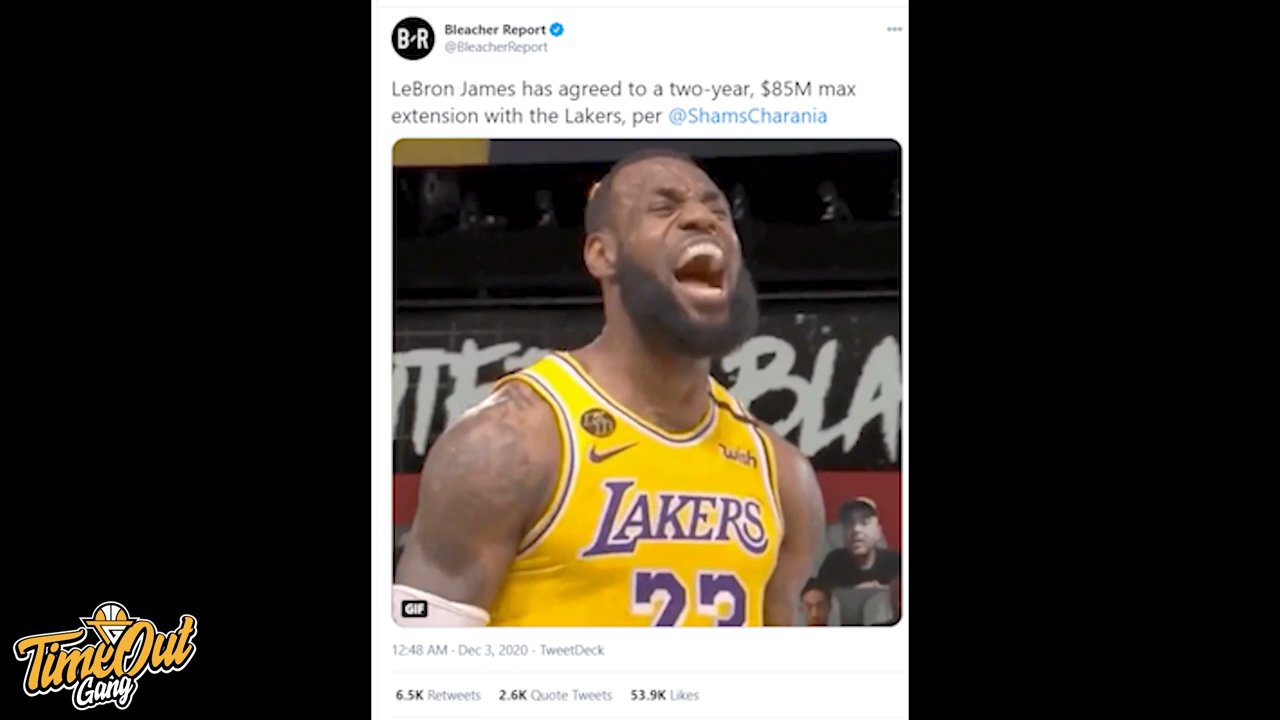 B·R Bleacher Report
@BleacherReport
LeBron James has agreed to a two-year, $85M max
extension with the Lakers, per @ShamsCharania
BLA
wish
LAKERS
23
GIF
12:48 AM · Dec 3, 2020 · TweetDeck
6.5K Retweets 2.6K Quote Tweets 53.9K Likes
TimeOut
Gang